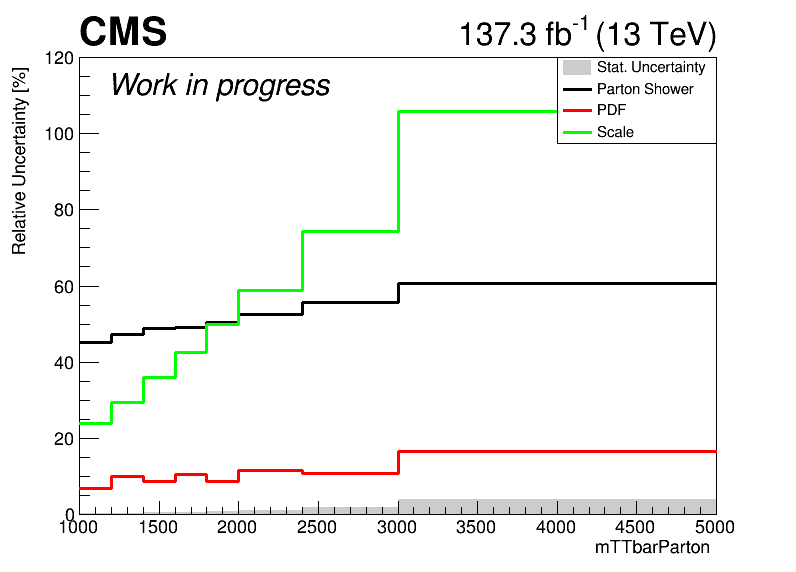 CMS
137.3 fb-1 (13 TeV)
Work in progress
Relative Uncertainty [%]
120
100
80
60
40
20
0
Stat. Uncertainty
Parton Shower
PDF
Scale
1000 1500 2000 2500 3000 3500 4000 4500 5000
mTTbarParton